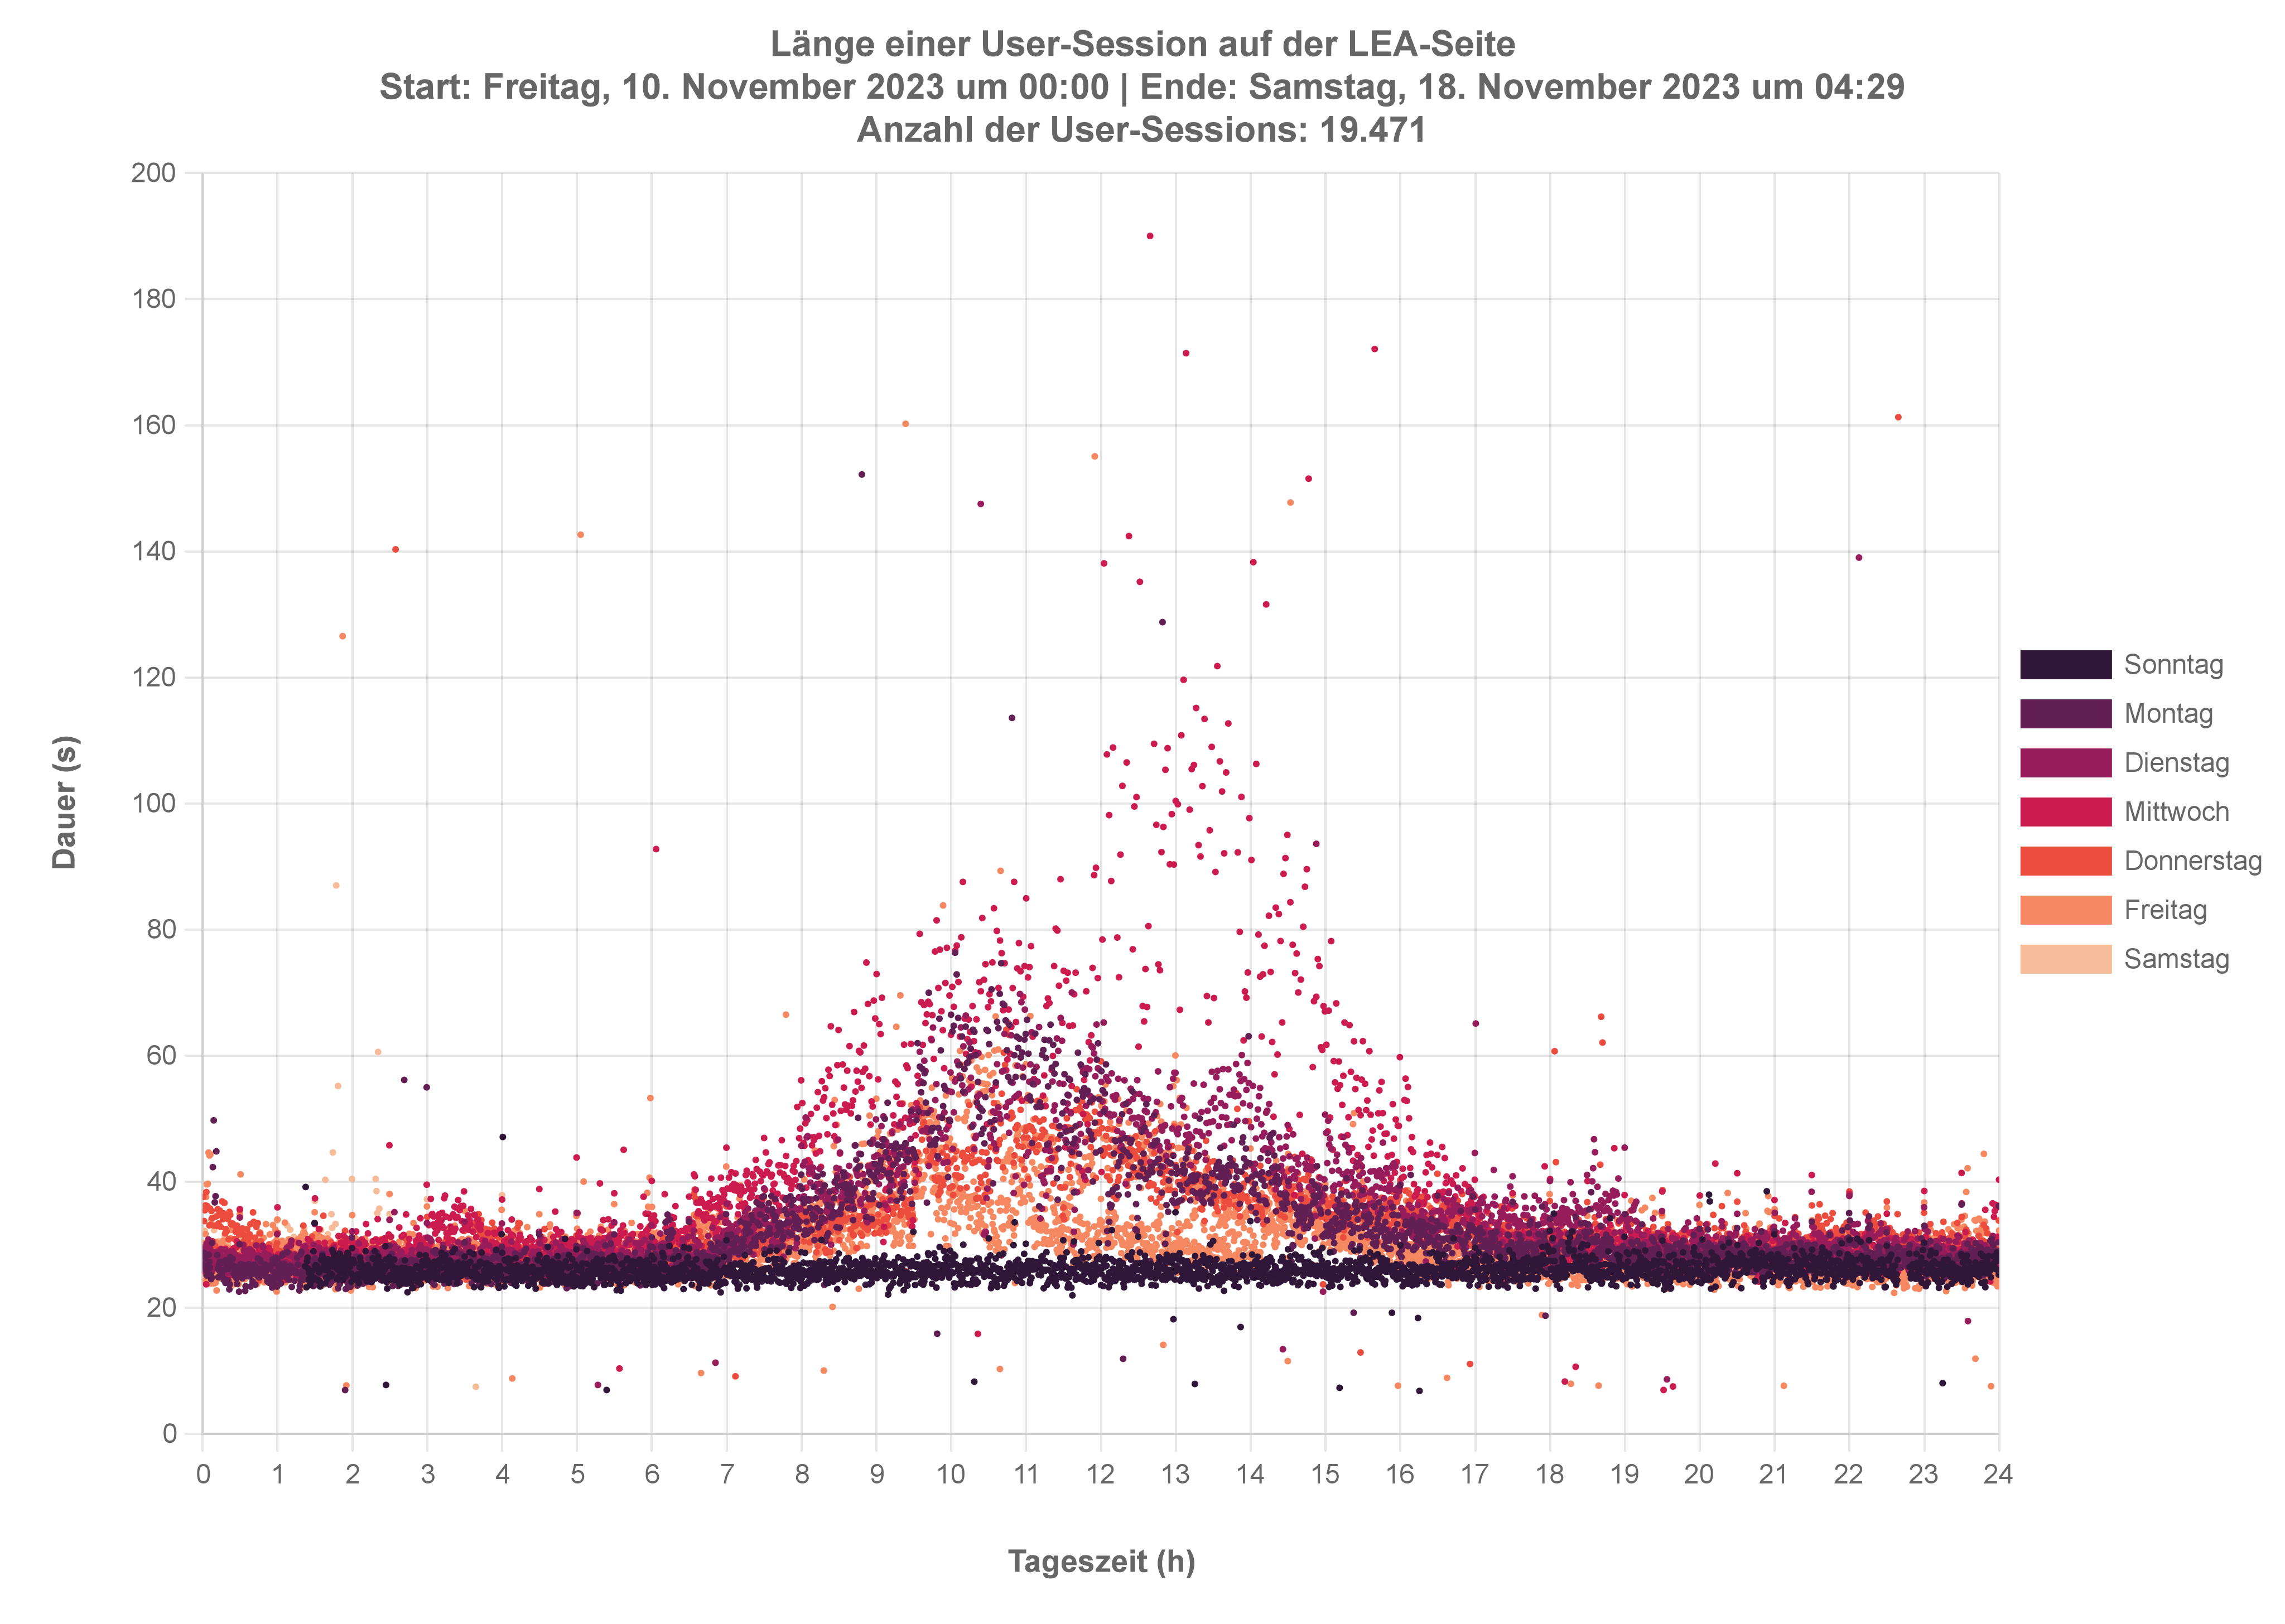 Länge einer User-Session auf der LEA-Seite
Start: Freitag, 10. November 2023 um 00:00 | Ende: Samstag, 18. November 2023 um 04:29
Anzahl der User-Sessions: 19.471
200
180
160
140
120
100
80
60
40
20
0
Dauer (s)
0 1 2 3 4 5 6 7 8 9 10 11 12 13 14 15 16 17 18 19 20 21 22 23 24
Tageszeit (h)
Sonntag
Montag
Dienstag
Mittwoch
Donnerstag
Freitag
Samstag